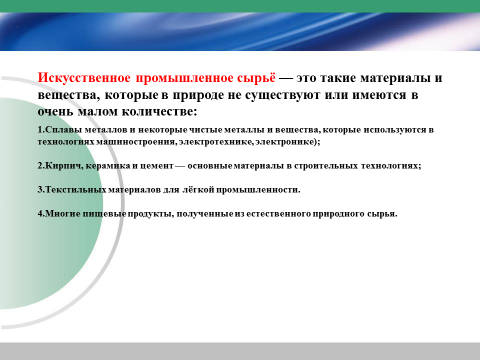 Искусственное промышленное сырьё — это такие материалы и
вещества, которые в природе не существуют или имеются в
очень малом количестве:
1.Сплавы металлов и некоторые чистые металлы и вещества, которые используются в
технологиях машиностроения, электротехнике, электронике);
2.Кирпич, керамика и цемент — основные материалы в строительных технологиях;
3.Текстильных материалов для лёгкой промышленности.
4.Многие пищевые продукты, полученные из естественного природного сырья.